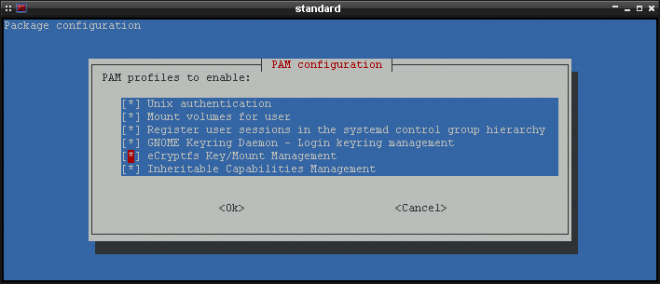 standard
Package configuration
PAM configuration
PAM profiles to enable:
[*] Unix authentication
[*] Mount volumes for user
[*] Register user sessions in the systemd control group hierarchy
[*] GNOME Keyring Daemon - Login keyring management
[*] eCryptfs Key/Mount Management
[*] Inheritable Capabilities Management
<Ok> <Cancel>